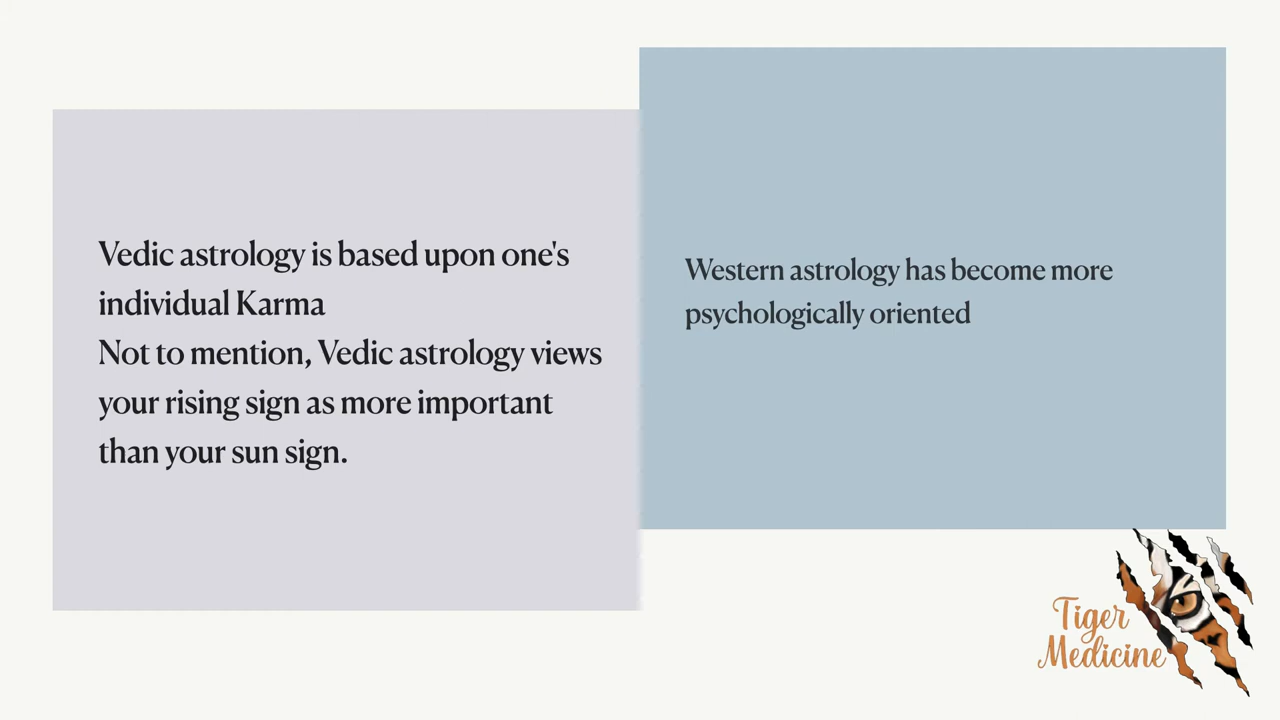 Vedic astrology is based upon one's
individual Karma
Not to mention, Vedic astrology views
your rising sign as more important
than your sun sign.
Western astrology has become more
psychologically oriented
Tiger
Medicine